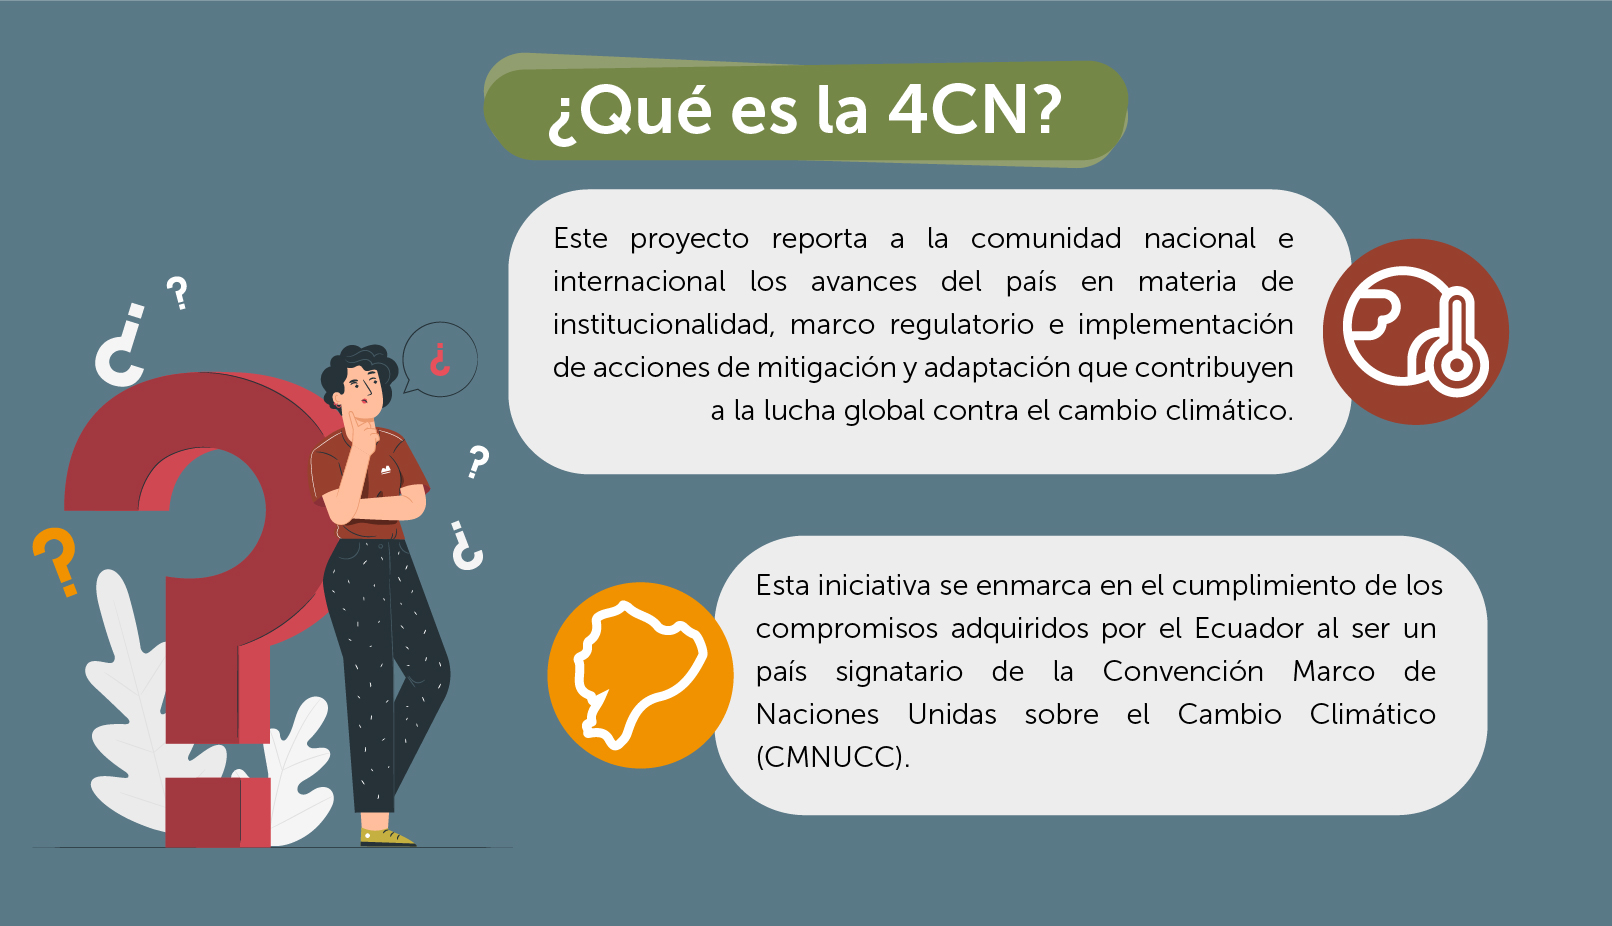 ¿Qué es la 4CN?
Este proyecto reporta a la comunidad nacional e
internacional los avances del país en materia de
institucionalidad, marco regulatorio e implementación
de acciones de mitigación y adaptación que contribuyen
a la lucha global contra el cambio climático.
¿
?
¿
?
¿
?
?
Esta iniciativa se enmarca en el cumplimiento de los
compromisos adquiridos por el Ecuador al ser un
país signatario de la Convención Marco de
Naciones Unidas sobre el Cambio Climático
(CMNUCC).